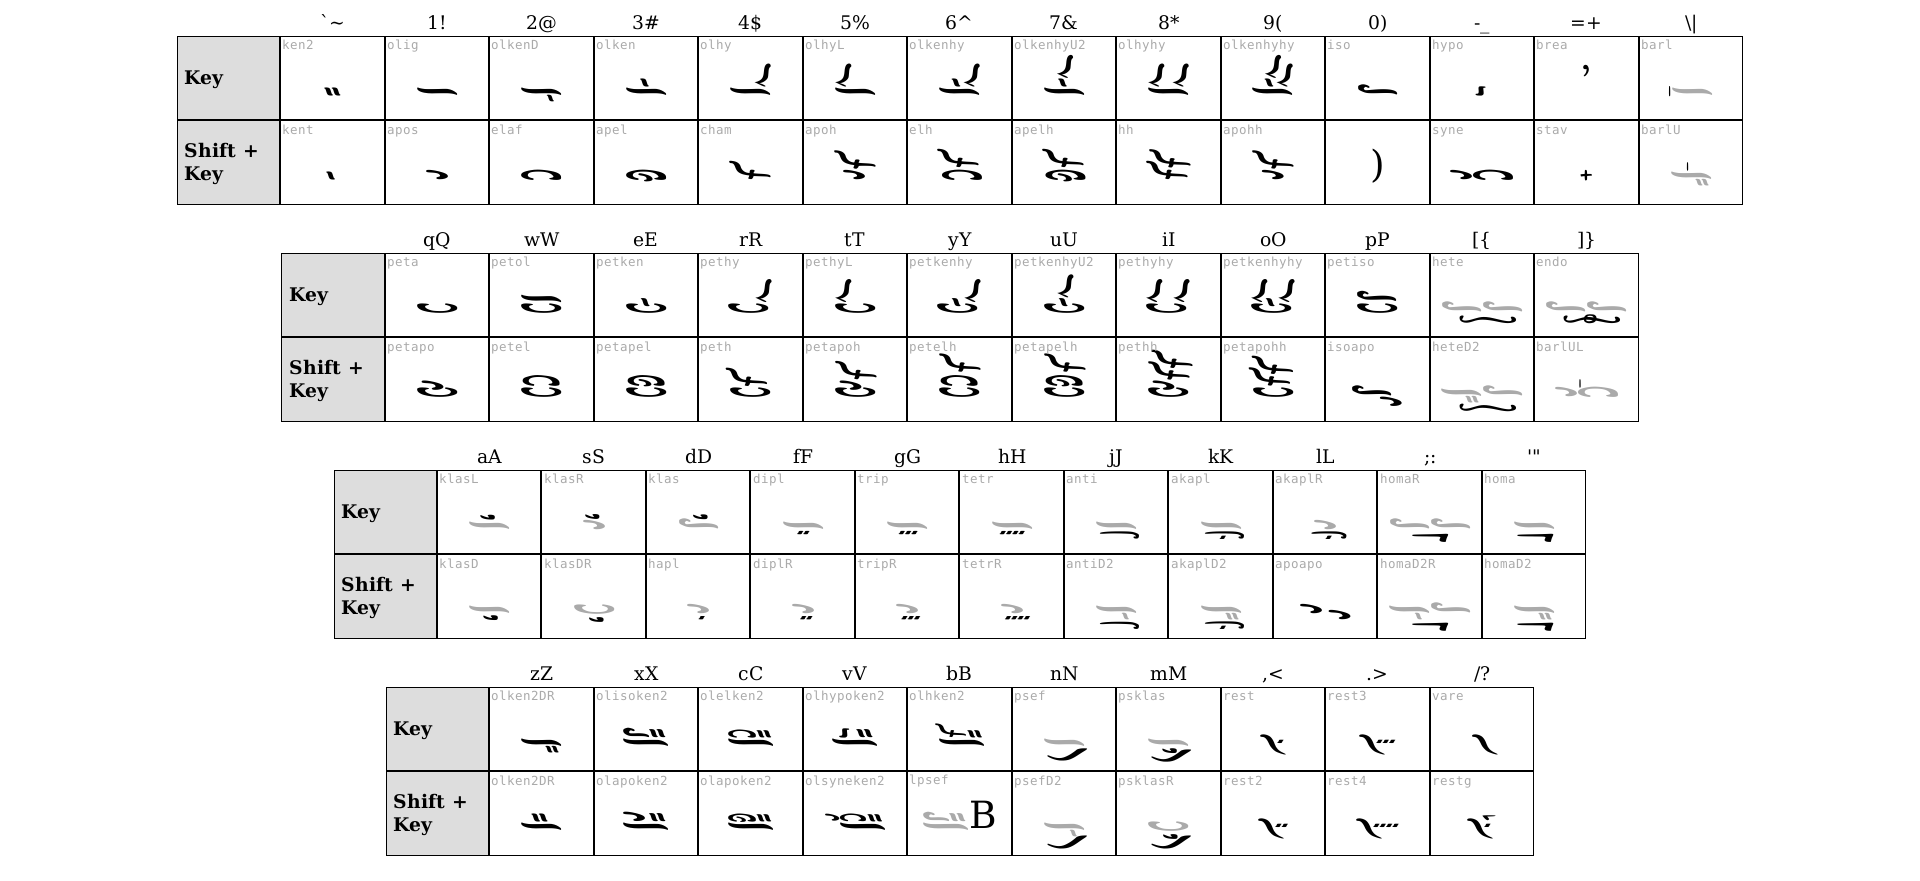 `~ 1! 2@ 3# 4$ 5% 6^ 7& 8* 9( 0) -_ =+ \|
Key ken2 olig olkenD olken olhy olhyL olkenhy olkenhyU2 olhyhy olkenhyhy iso hypo brea barl
Shift + Key kent apos elaf apel cham apoh elh apelh hh apohh ) syne stav barlU
qQ wW eE rR tT yY uU iI oO pP [{ ]}
Key peta petol petken pethy pethyL petkenhy petkenhyU2 pethyhy petkenhyhy petiso hete endo
Shift + Key petapo petel petapel peth petapoh petelh petapelh pethh petapohh isoapo heteD2 barlUL
aA sS dD fF gG hH jJ kK lL ;: '"
Key klasL klasR klas dipl trip tetr anti akapl akaplR homaR homa
Shift + Key klasD klasDR hapl diplR tripR tetrR antiD2 akaplD2 apoapo homaD2R homaD2
zZ xX cC vV bB nN mM ,< .> /?
Key olken2DR olisoken2 olelken2 olhypoken2 olhken2 psef psklas rest rest3 vare
Shift + Key olken2DR olapoken2 olapoken2 olsyneken2 lpsef B psefD2 psklasR rest2 rest4 restg